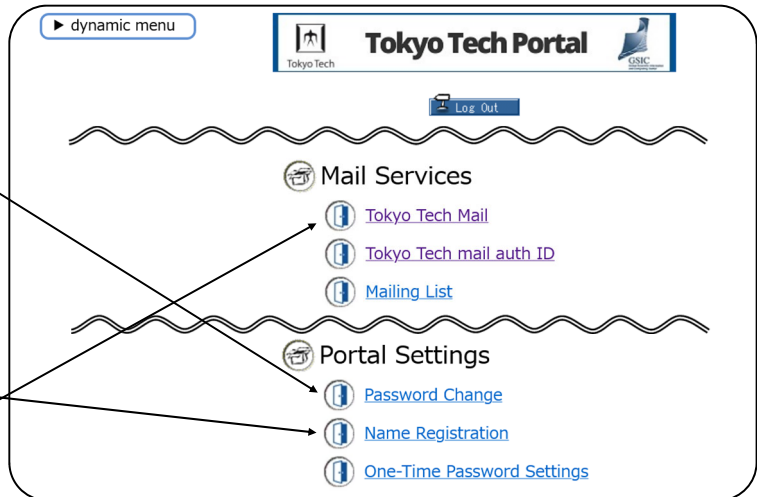 ▶ dynamic menu
Tokyo Tech
Tokyo Tech Portal
GSIC
Log Out
Mail Services
Tokyo Tech Mail
Tokyo Tech mail auth ID
Mailing List
Portal Settings
Password Change
Name Registration
One-Time Password Settings